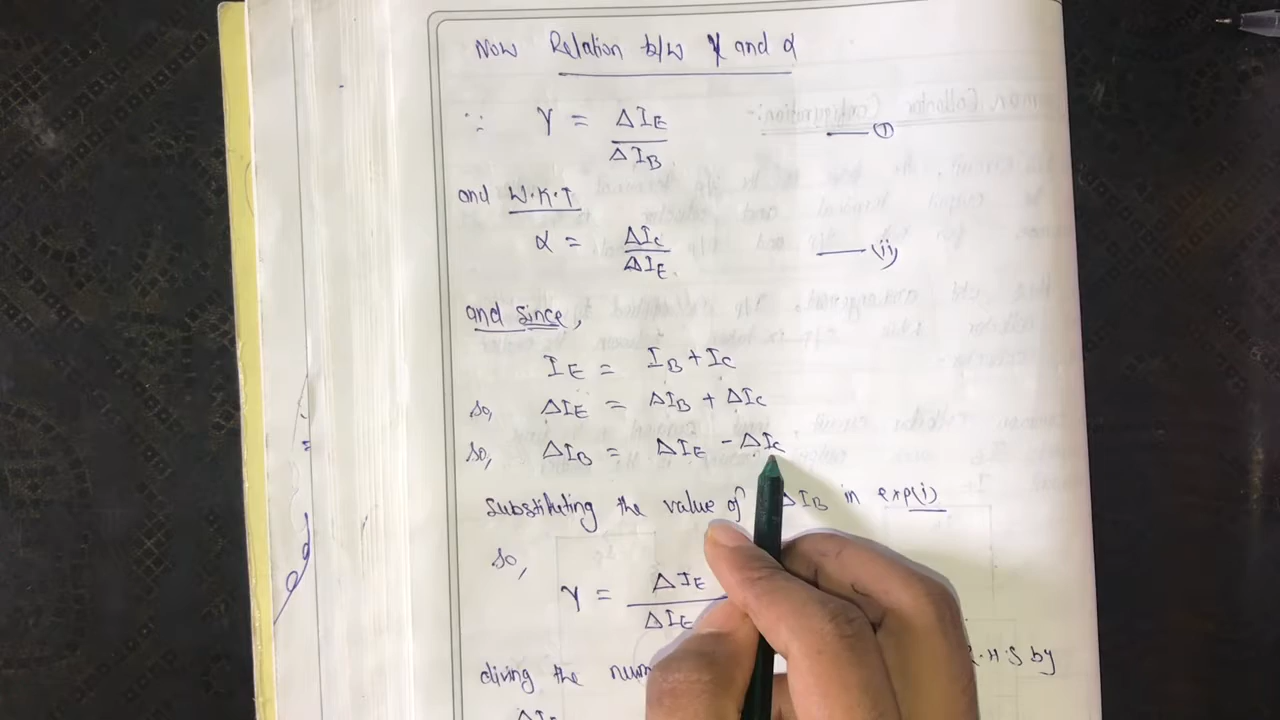 Now Relation b/w γ and α
∵ γ = ΔIE / ΔIB —— (i)
and W.K.T
α = ΔIC / ΔIE —— (ii)
and since,
IE = IB + IC
so, ΔIE = ΔIB + ΔIC
so, ΔIB = ΔIE - ΔIC
substituting the value of ΔIB in exp(i)
so,
γ = ΔIE / ΔIE
diving the R.H.S by
ΔIE